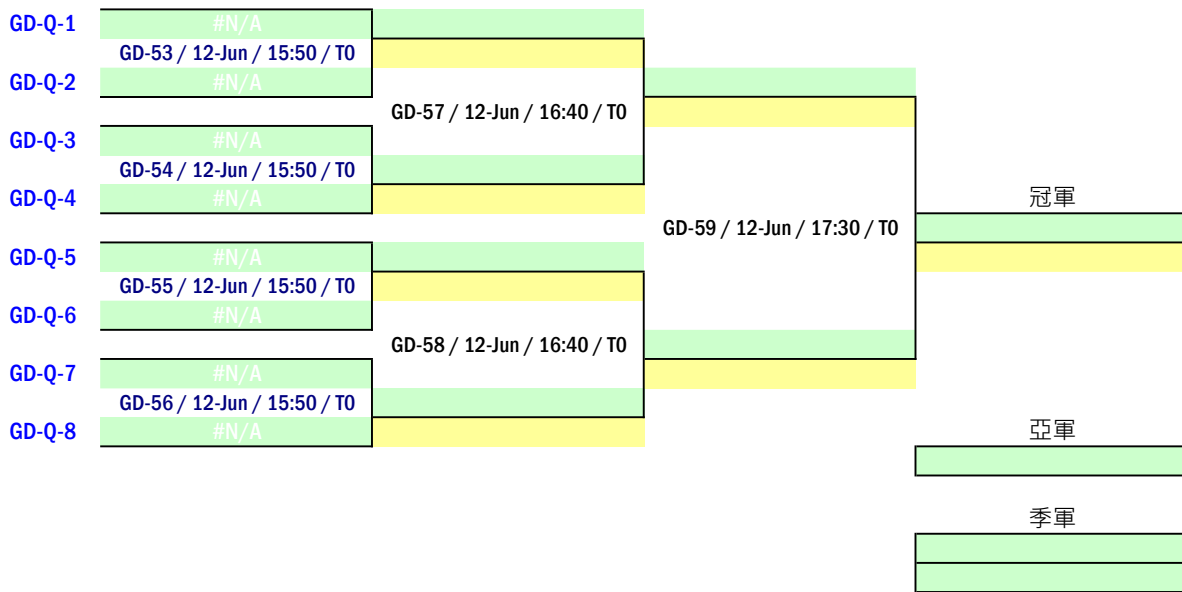 GD-Q-1 #N/A
GD-53 / 12-Jun / 15:50 / T0
GD-Q-2 #N/A
GD-57 / 12-Jun / 16:40 / T0
GD-Q-3 #N/A
GD-54 / 12-Jun / 15:50 / T0
GD-Q-4 #N/A
冠軍
GD-59 / 12-Jun / 17:30 / T0
GD-Q-5 #N/A
GD-55 / 12-Jun / 15:50 / T0
GD-Q-6 #N/A
GD-58 / 12-Jun / 16:40 / T0
GD-Q-7 #N/A
GD-56 / 12-Jun / 15:50 / T0
GD-Q-8 #N/A
亞軍
季軍